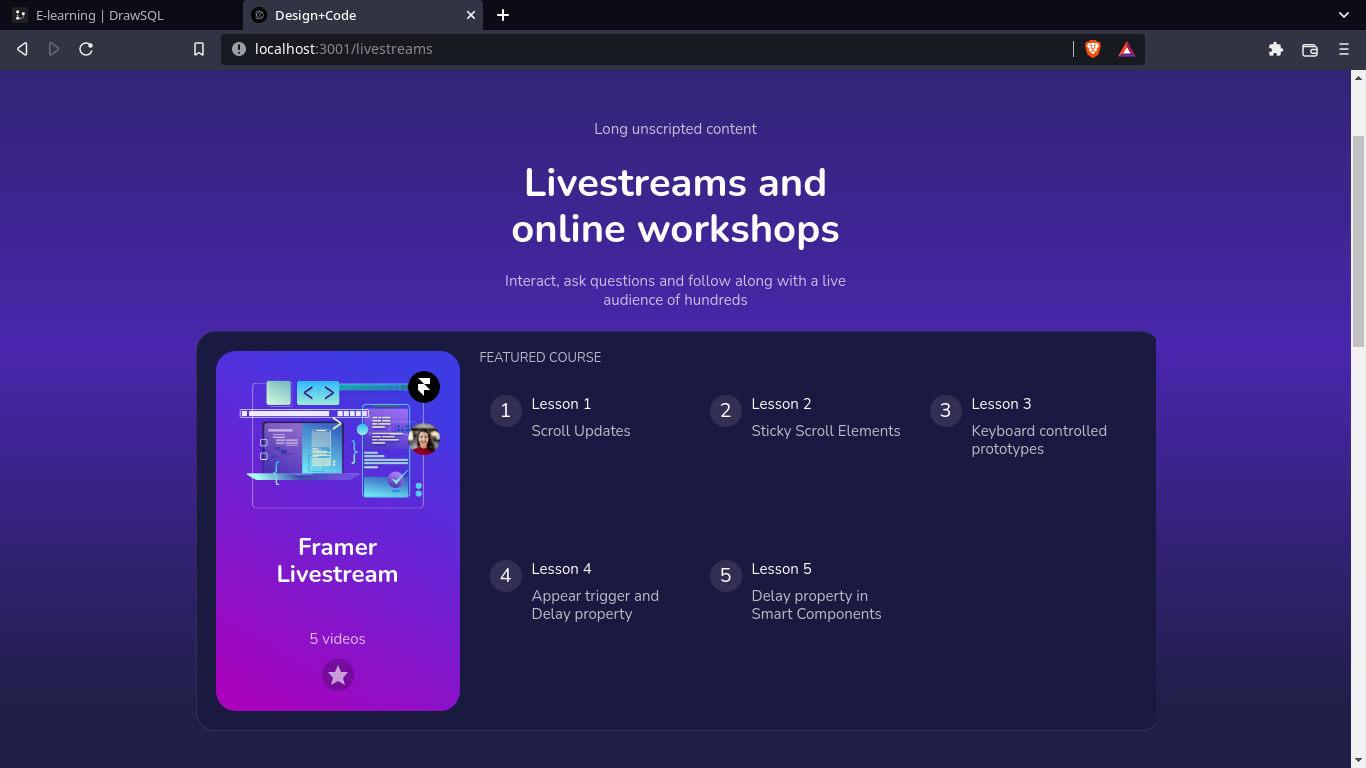 E-learning | DrawSQL
Design+Code
localhost:3001/livestreams
Long unscripted content
Livestreams and
online workshops
Interact, ask questions and follow along with a live
audience of hundreds
FEATURED COURSE
1
Lesson 1
Scroll Updates
2
Lesson 2
Sticky Scroll Elements
3
Lesson 3
Keyboard controlled
prototypes
4
Lesson 4
Appear trigger and
Delay property
5
Lesson 5
Delay property in
Smart Components
Framer
Livestream
5 videos